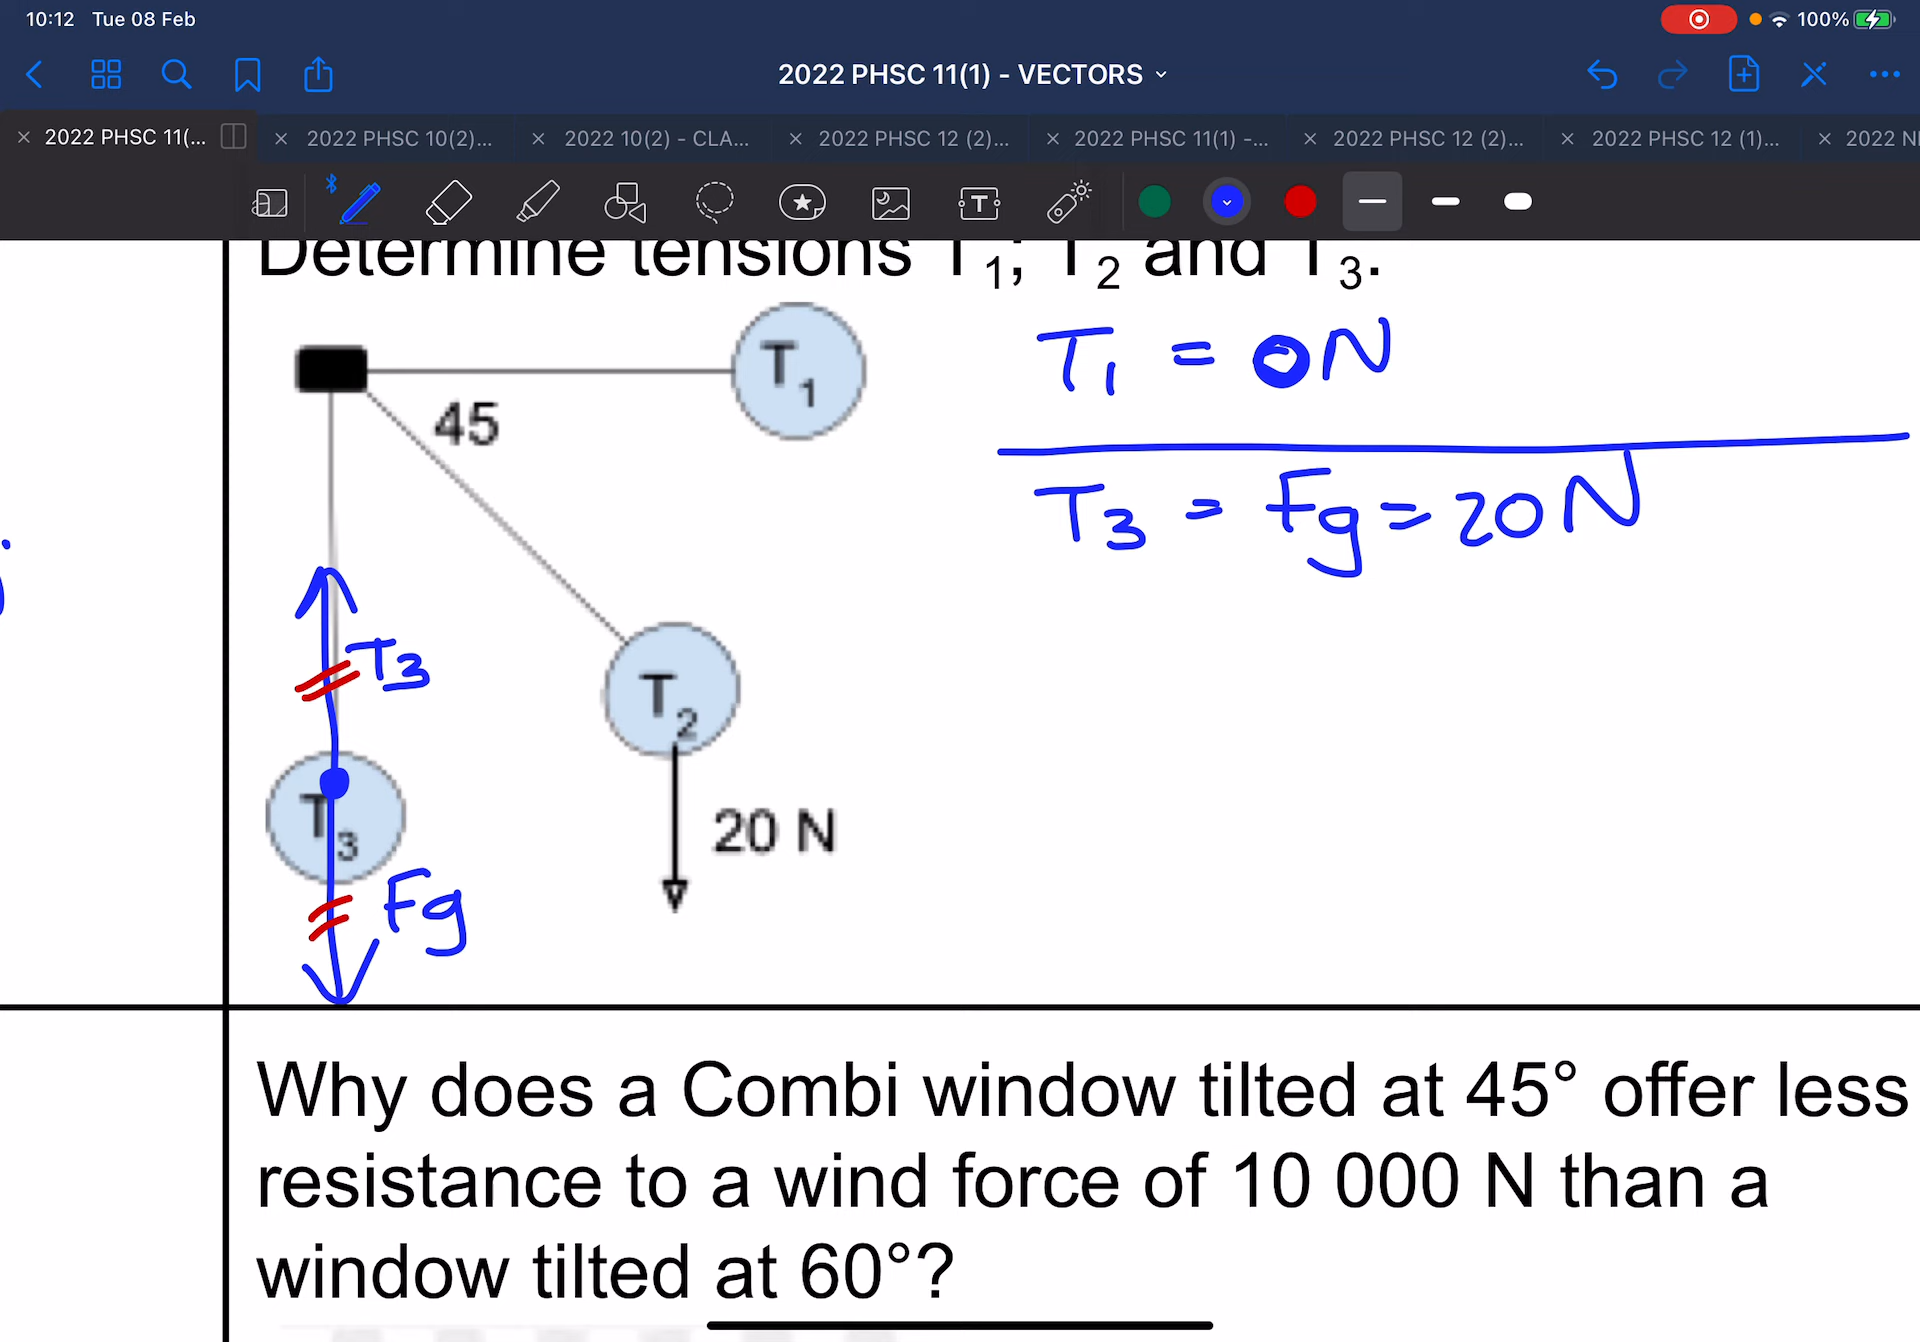 10:12 Tue 08 Feb
100%
2022 PHSC 11(1) - VECTORS
2022 PHSC 11(...
2022 PHSC 10(2)...
2022 10(2) - CLA...
2022 PHSC 12 (2)...
2022 PHSC 11(1) -...
2022 PHSC 12 (2)...
2022 PHSC 12 (1)...
2022 N
Determine tensions T₁; T₂ and T₃.
T₁
45
T₁ = 0N
T₃ = Fg = 20N
T₃
T₂
T₃
20 N
Fg
Why does a Combi window tilted at 45° offer less
resistance to a wind force of 10 000 N than a
window tilted at 60°?